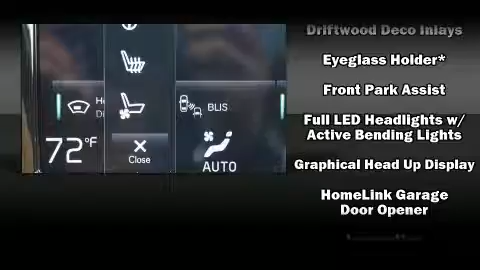 Driftwood Deco Inlays
Eyeglass Holder*
Front Park Assist
Full LED Headlights w/
Active Bending Lights
Graphical Head Up Display
HomeLink Garage
Door Opener
BLIS
72°F
Close
AUTO